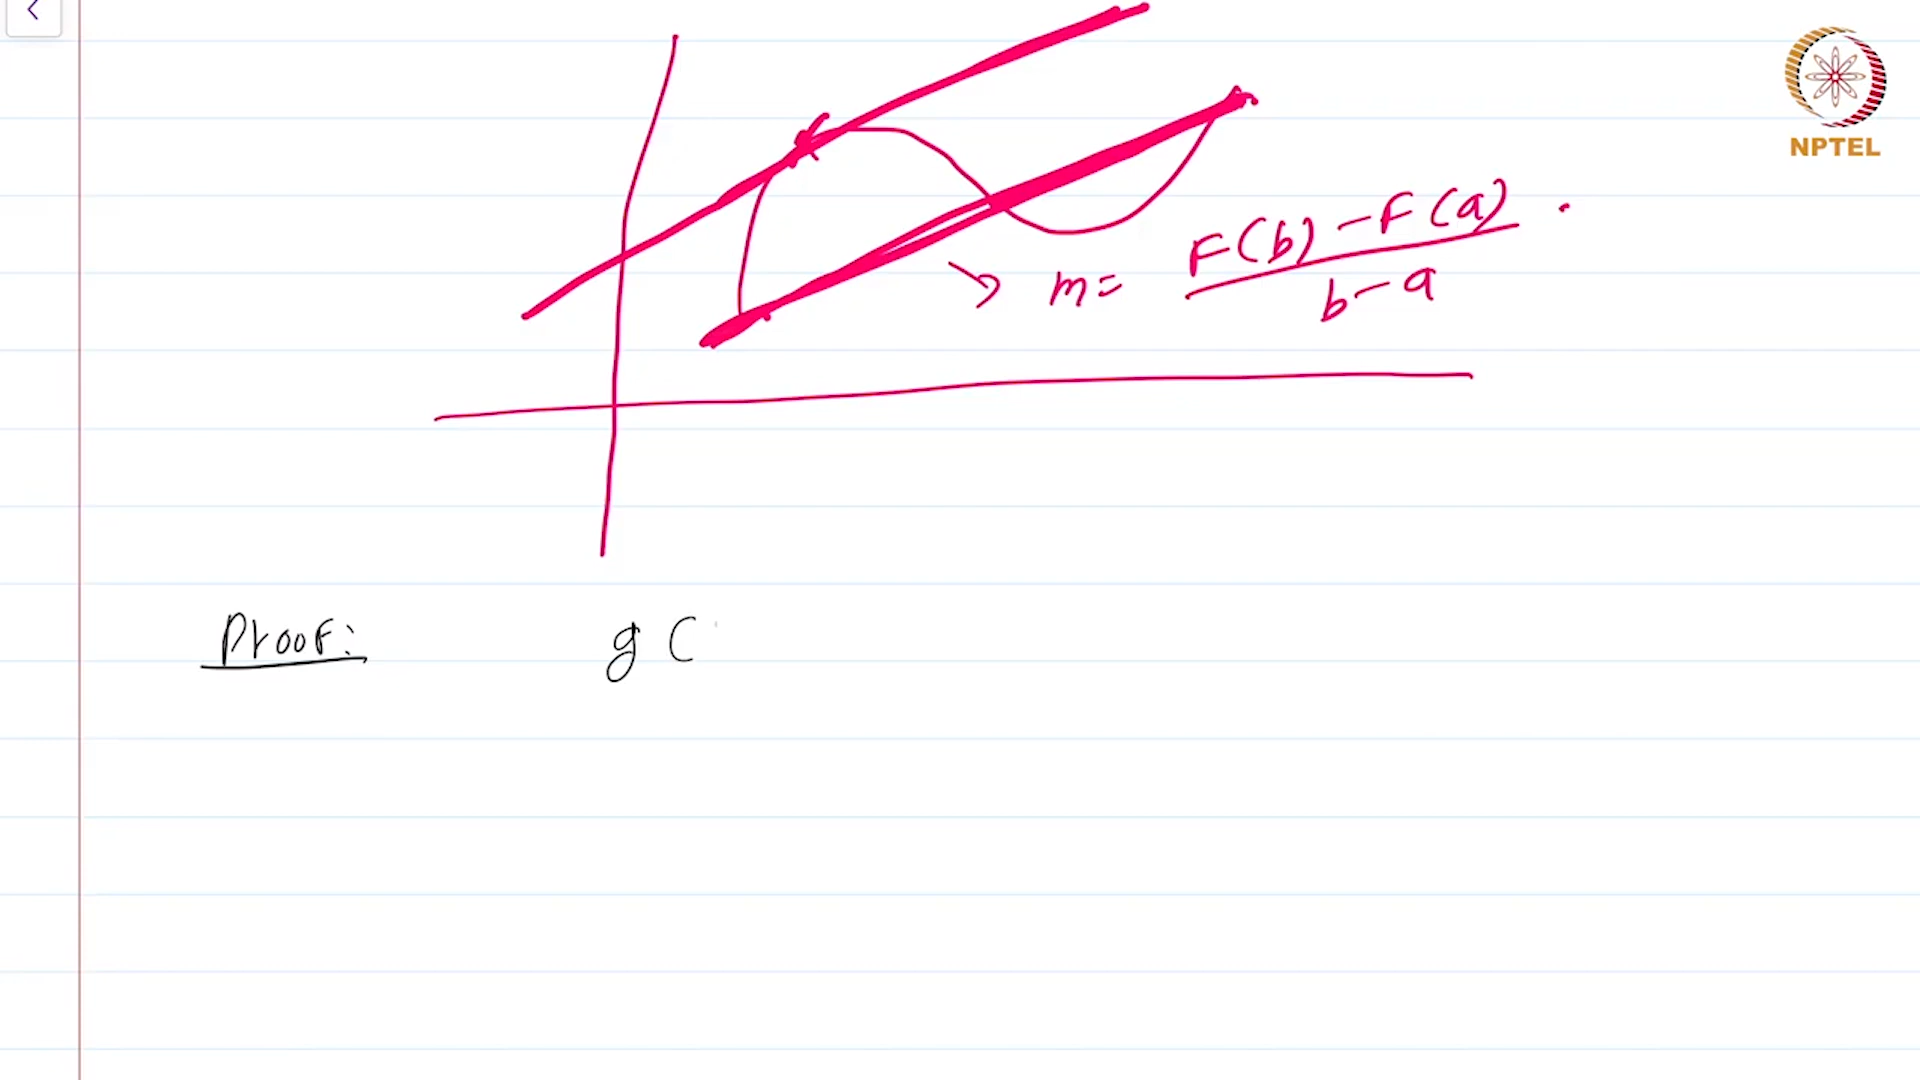 NPTEL
m = F(b) - F(a) / b - a .
Proof: g (